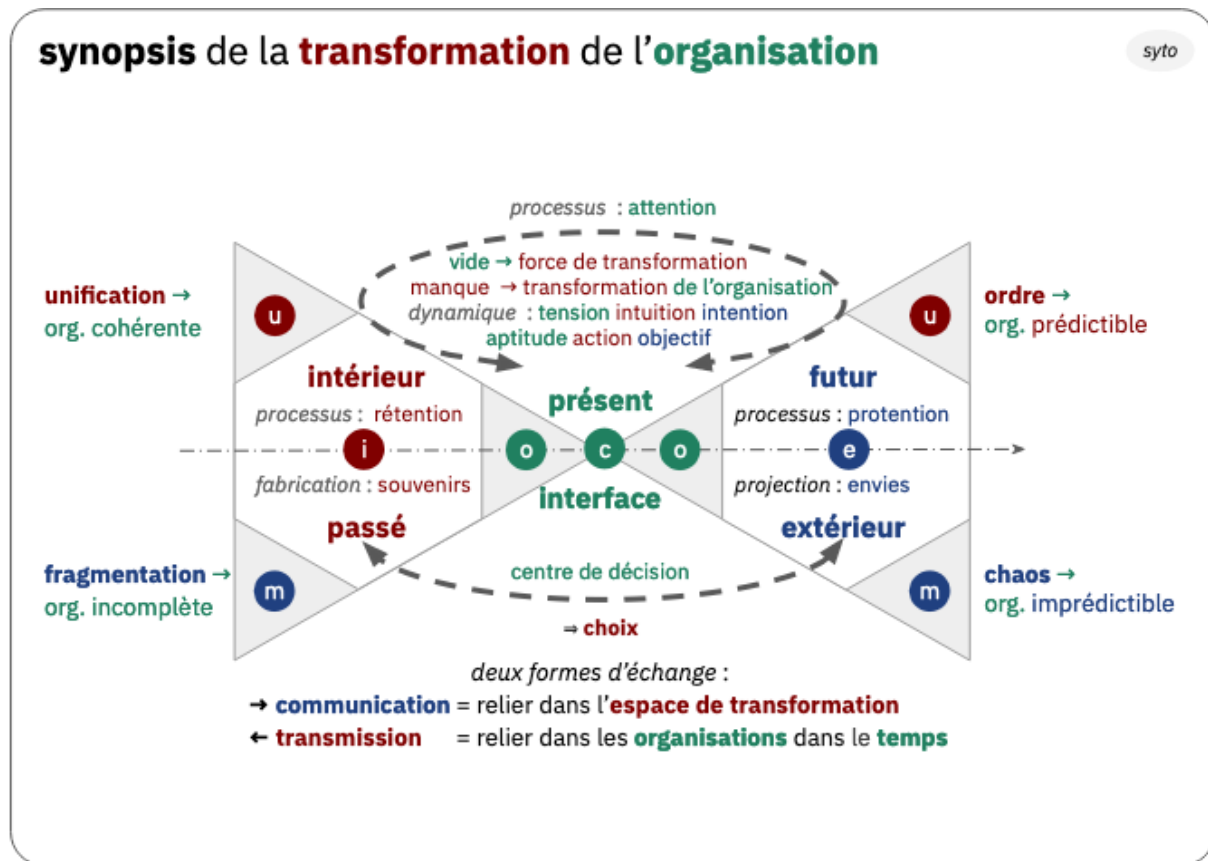 synopsis de la transformation de l'organisation
syto
processus : attention
vide → force de transformation
manque → transformation de l'organisation
dynamique : tension intuition intention
aptitude action objectif
unification →
org. cohérente
u
u
ordre →
org. prédictible
intérieur
processus : rétention
i
fabrication : souvenirs
passé
présent
o c o
interface
futur
processus : protention
e
projection : envies
extérieur
fragmentation →
org. incomplète
m
m
chaos →
org. imprédictible
centre de décision
⇒ choix
deux formes d'échange :
→ communication = relier dans l'espace de transformation
← transmission = relier dans les organisations dans le temps